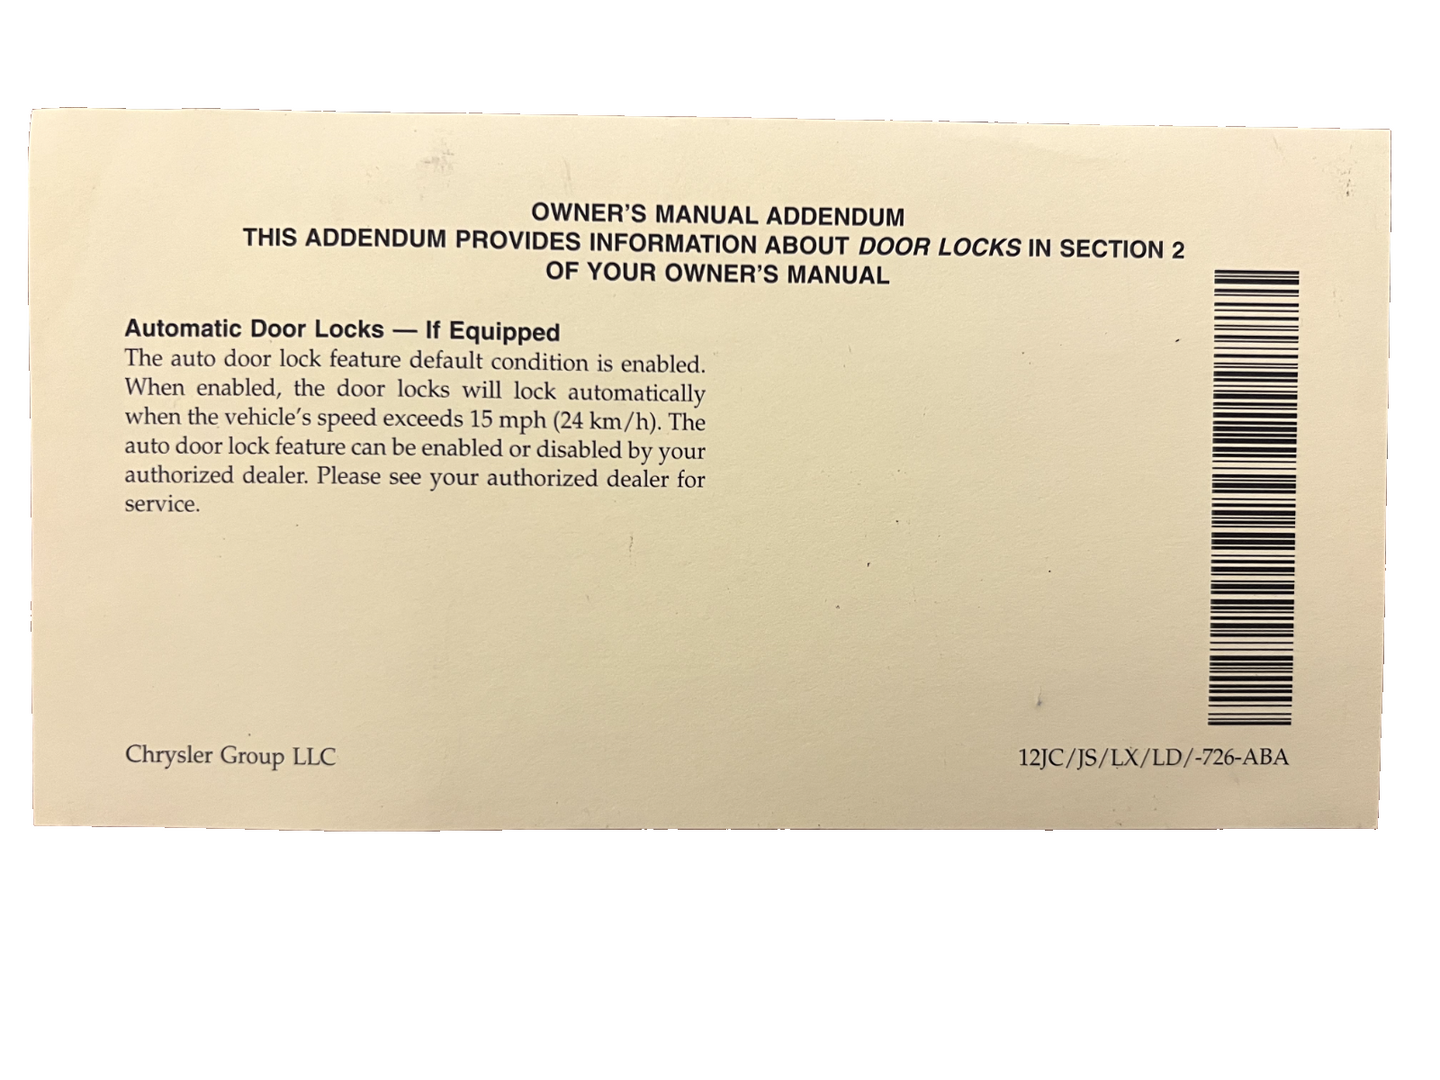 OWNER'S MANUAL ADDENDUM
THIS ADDENDUM PROVIDES INFORMATION ABOUT DOOR LOCKS IN SECTION 2
OF YOUR OWNER'S MANUAL
Automatic Door Locks — If Equipped
The auto door lock feature default condition is enabled.
When enabled, the door locks will lock automatically
when the vehicle's speed exceeds 15 mph (24 km/h). The
auto door lock feature can be enabled or disabled by your
authorized dealer. Please see your authorized dealer for
service.
Chrysler Group LLC
12JC/JS/LX/LD/-726-ABA